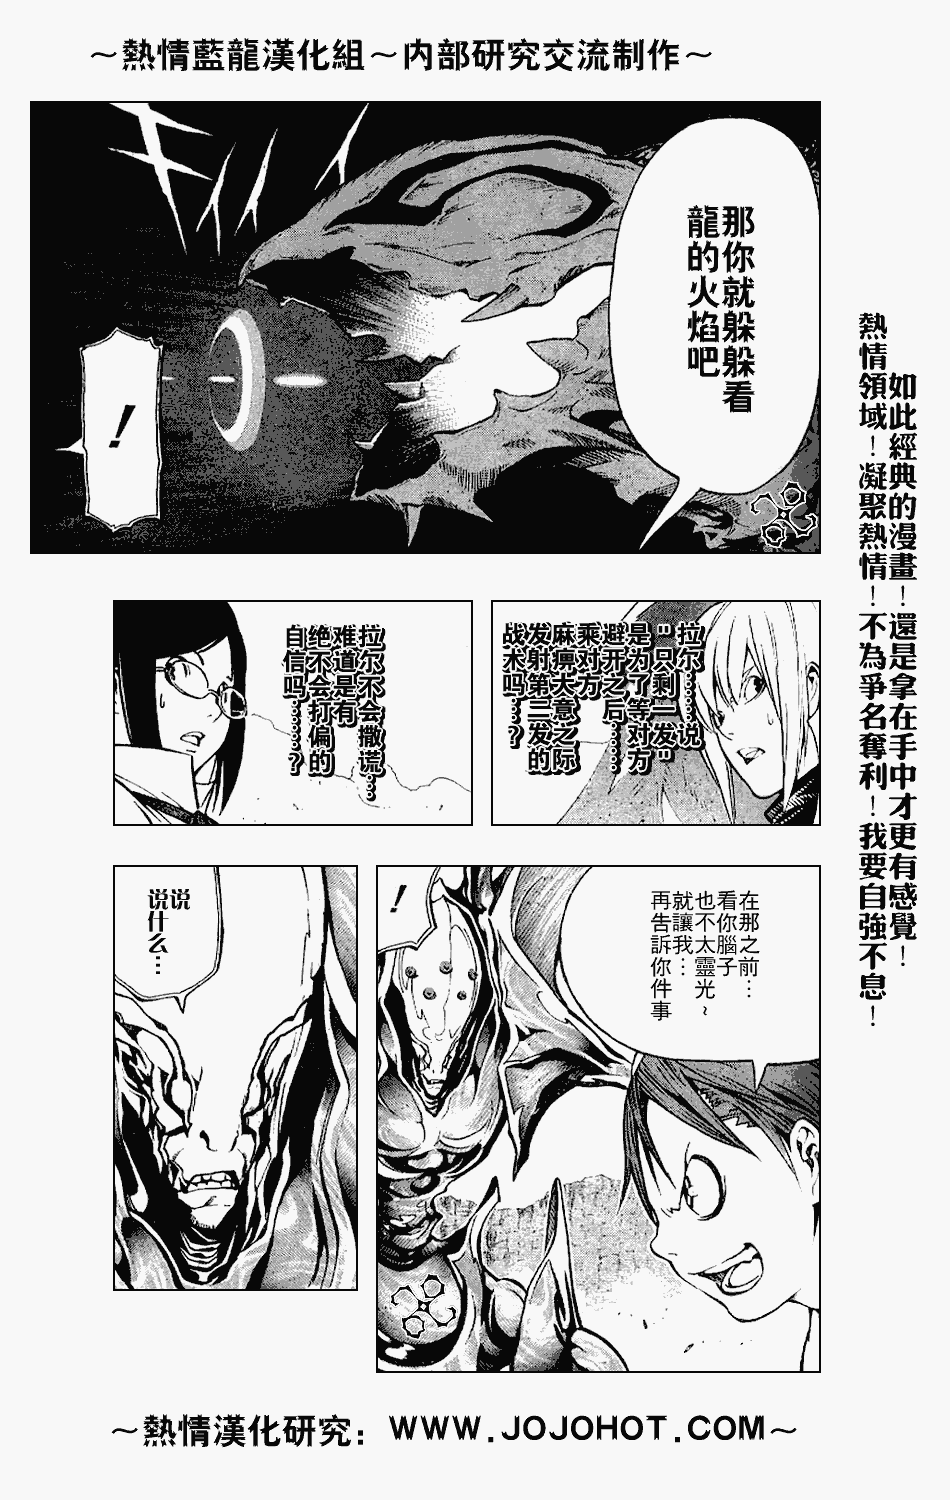 ～熱情藍龍漢化組～内部研究交流制作～
那你就躲躲看
龍的火焰吧
！
如此經典的漫畫！還是拿在手中才更有感覺！
熱情領域！凝聚熱情！不為爭名奪利！我要自強不息！
拉尔……说
"只剩一发"
是为了等对方
避开之后……
乘对方
麻痹大意之际
发射第二发的
战术吗……？
拉尔不会撒谎…
难道是有
绝不会打偏的
自信吗……？
在那之前…
看你腦子
也不太靈光～
就讓我…
再告訴你件事
！
说
说什么…
～熱情漢化研究：WWW.JOJOHOT.COM～